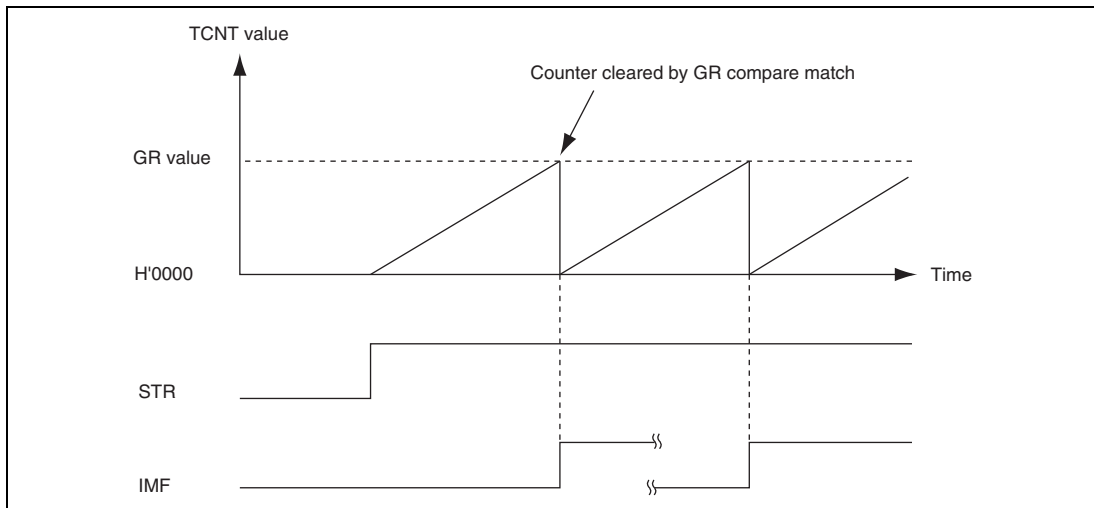 TCNT value
Counter cleared by GR compare match
GR value
H'0000
Time
STR
IMF